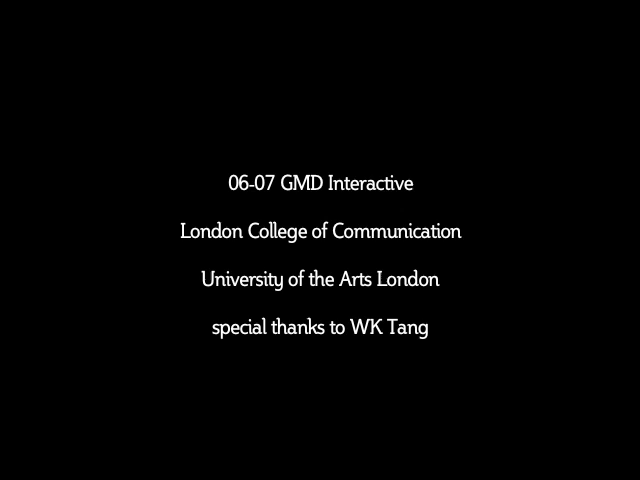 06-07 GMD Interactive
London College of Communication
University of the Arts London
special thanks to WK Tang